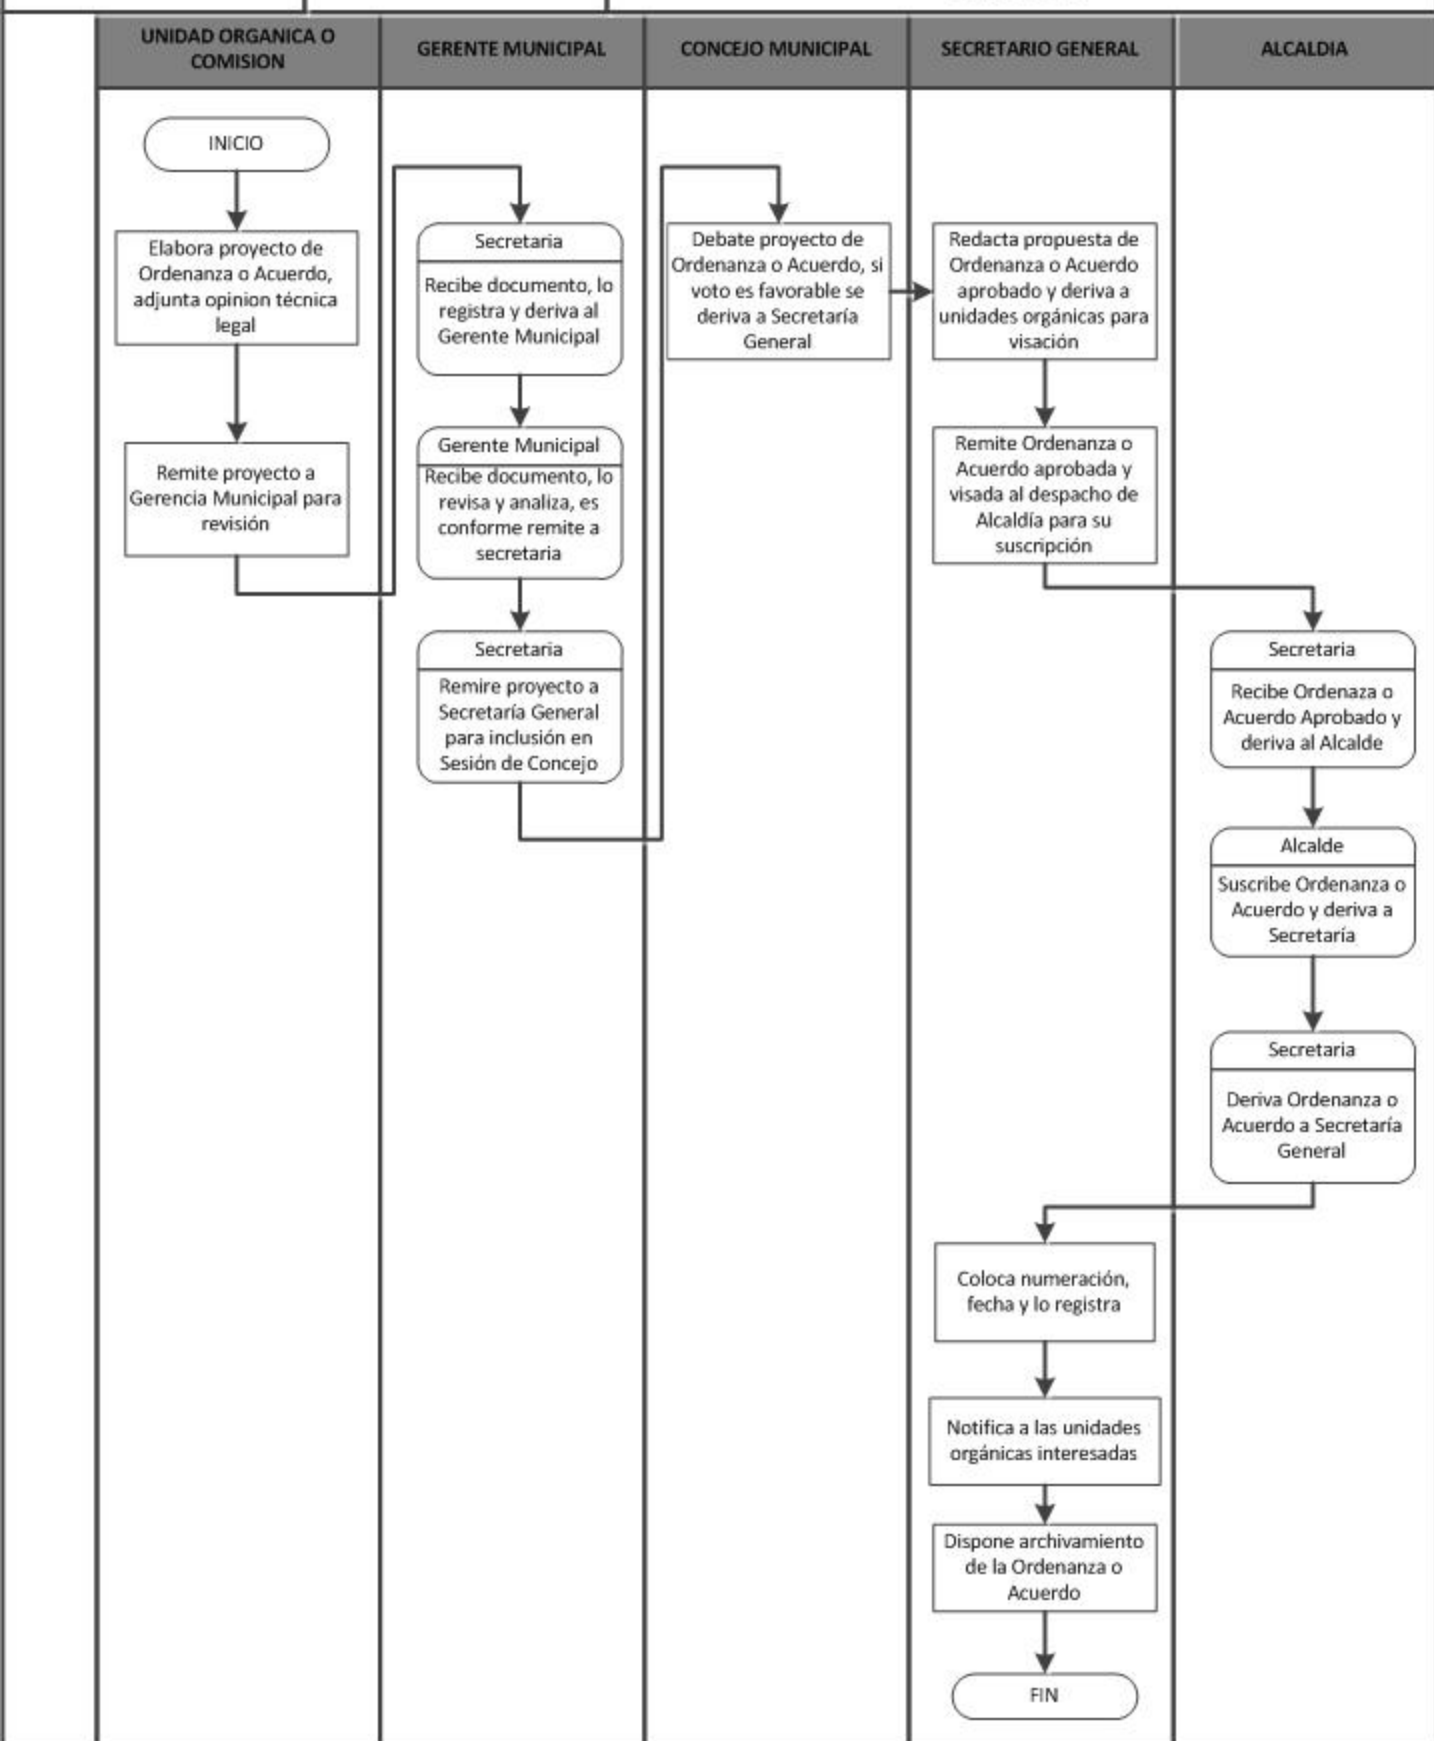 UNIDAD ORGANICA O
COMISION
GERENTE MUNICIPAL
CONCEJO MUNICIPAL
SECRETARIO GENERAL
ALCALDIA
INICIO
Elabora proyecto de
Ordenanza o Acuerdo,
adjunta opinion técnica
legal
Remite proyecto a
Gerencia Municipal para
revisión
Secretaria
Recibe documento, lo
registra y deriva al
Gerente Municipal
Gerente Municipal
Recibe documento, lo
revisa y analiza, es
conforme remite a
secretaria
Secretaria
Remire proyecto a
Secretaría General
para inclusión en
Sesión de Concejo
Debate proyecto de
Ordenanza o Acuerdo, si
voto es favorable se
deriva a Secretaría
General
Redacta propuesta de
Ordenanza o Acuerdo
aprobado y deriva a
unidades orgánicas para
visación
Remite Ordenanza o
Acuerdo aprobada y
visada al despacho de
Alcaldía para su
suscripción
Secretaria
Recibe Ordenaza o
Acuerdo Aprobado y
deriva al Alcalde
Alcalde
Suscribe Ordenanza o
Acuerdo y deriva a
Secretaría
Secretaria
Deriva Ordenanza o
Acuerdo a Secretaría
General
Coloca numeración,
fecha y lo registra
Notifica a las unidades
orgánicas interesadas
Dispone archivamiento
de la Ordenanza o
Acuerdo
FIN